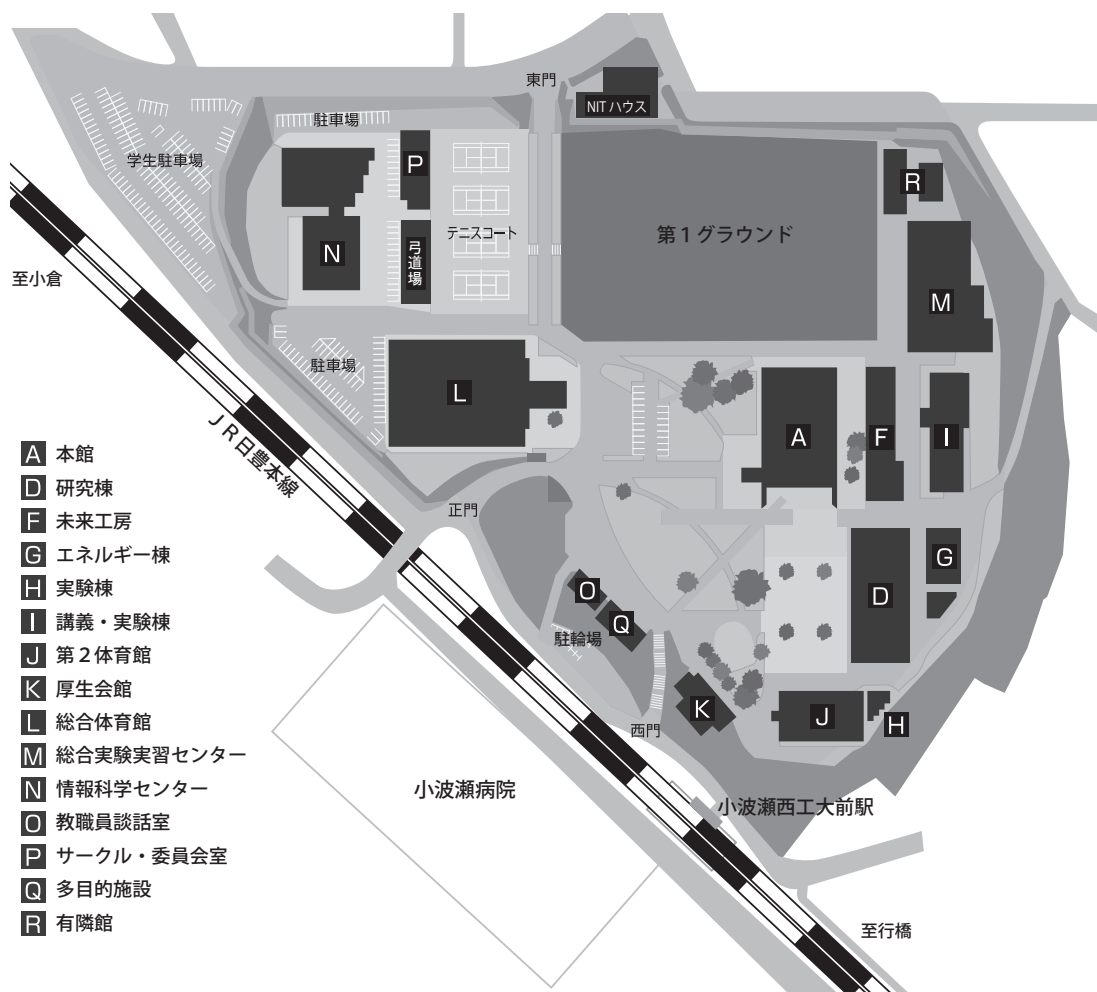 東門
NITハウス
駐車場
学生駐車場
P
R
N
弓道場
テニスコート
第1グラウンド
至小倉
M
駐車場
L
A
F
I
JR日豊本線
正門
G
D
O
Q
駐輪場
K
J
H
西門
小波瀬病院
小波瀬西工大前駅
至行橋
A 本館
D 研究棟
F 未来工房
G エネルギー棟
H 実験棟
I 講義・実験棟
J 第2体育館
K 厚生会館
L 総合体育館
M 総合実験実習センター
N 情報科学センター
O 教職員談話室
P サークル・委員会室
Q 多目的施設
R 有隣館